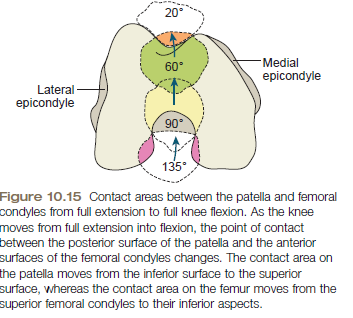 20°
60°
Medial
epicondyle
Lateral
epicondyle
90°
135°
Figure 10.15 Contact areas between the patella and femoral
condyles from full extension to full knee flexion. As the knee
moves from full extension into flexion, the point of contact
between the posterior surface of the patella and the anterior
surfaces of the femoral condyles changes. The contact area on
the patella moves from the inferior surface to the superior
surface, whereas the contact area on the femur moves from the
superior femoral condyles to their inferior aspects.